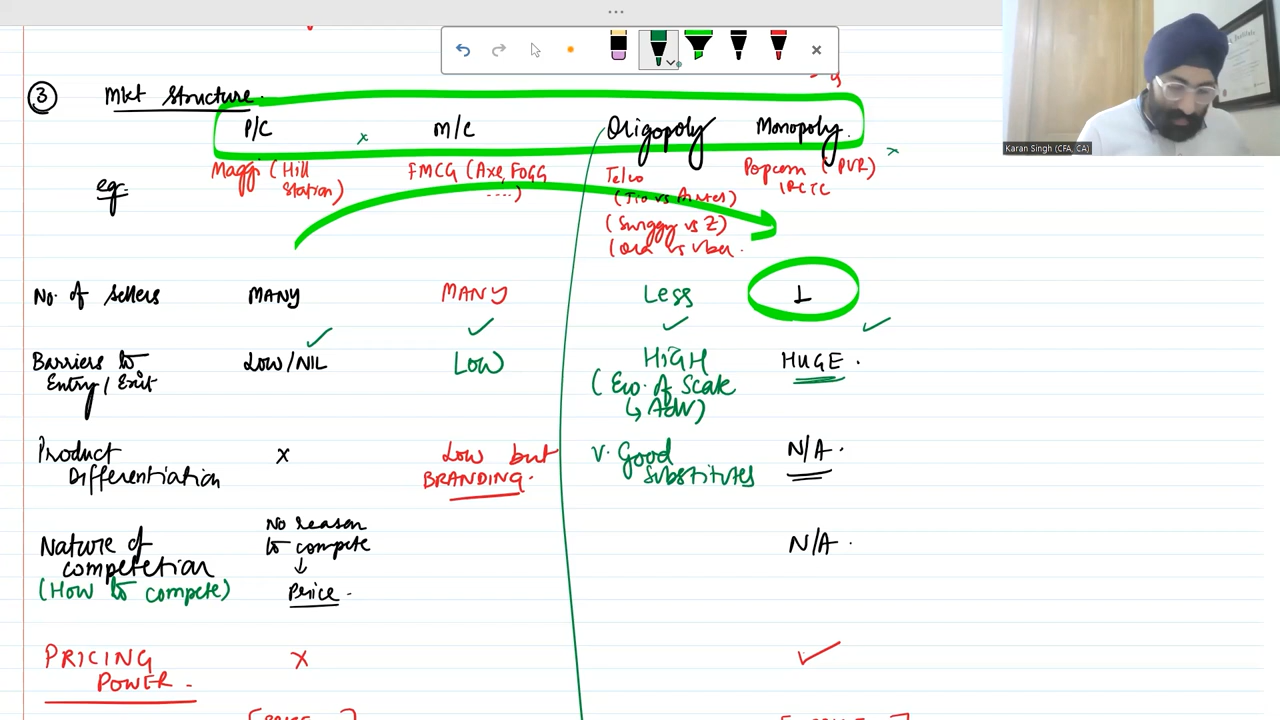 ③ Mkt Structure
P/C x M/C Oligopoly Monopoly.
eg: Maggi (Hill Station) FMCG (Axe, FOGG ....) Telco (Jio vs Airtel) (Swiggy vs Z) (Ola vs Uber. Popcorn (PVR) IRCTC x
No. of Sellers MANY MANY Less 1
✓ ✓ ✓ ✓
Barriers to Entry/Exit Low/NIL Low HiGH (Eco. of Scale ↳ Adv) HUGE.
Product Differentiation x Low but BRANDING. V. Good Substitutes N/A.
Nature of competetion (How to compete) No reason to compete ↓ Price. N/A.
PRICING POWER. x ✓
Karan Singh (CFA, CA)